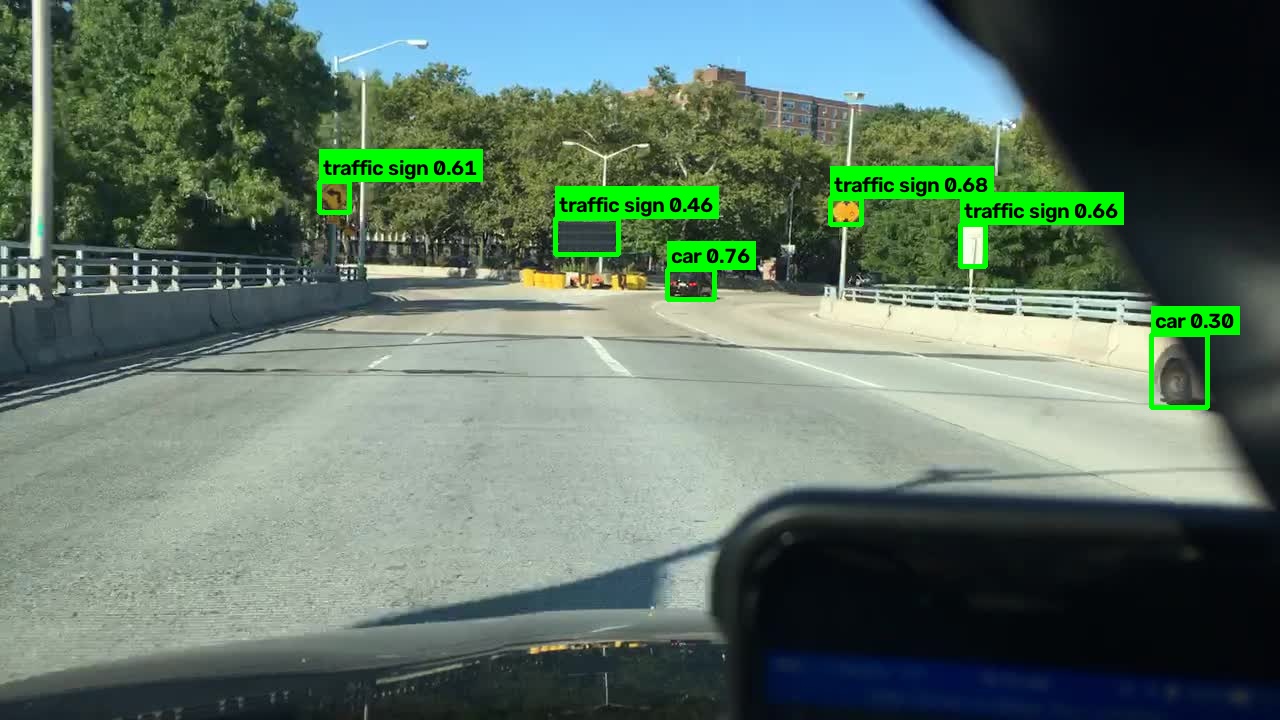 traffic sign 0.61
traffic sign 0.68
traffic sign 0.46
traffic sign 0.66
car 0.76
car 0.30